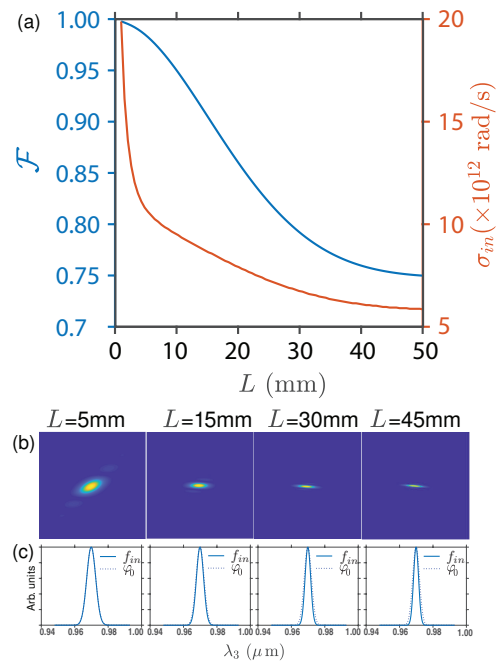 (a)
1.00
0.95
0.90
0.85
0.80
0.75
0.7
ℱ
20
15
10
5
σ_in(×10^12 rad/s)
0 10 20 30 40 50
L (mm)
L=5mm L=15mm L=30mm L=45mm
(b)
(c)
Arb. units
f_in f_in f_in f_in
φ_0 φ_0 φ_0 φ_0
0.94 0.96 0.98 1.00 0.94 0.96 0.98 1.00 0.94 0.96 0.98 1.00 0.94 0.96 0.98 1.00
λ_3 (μm)